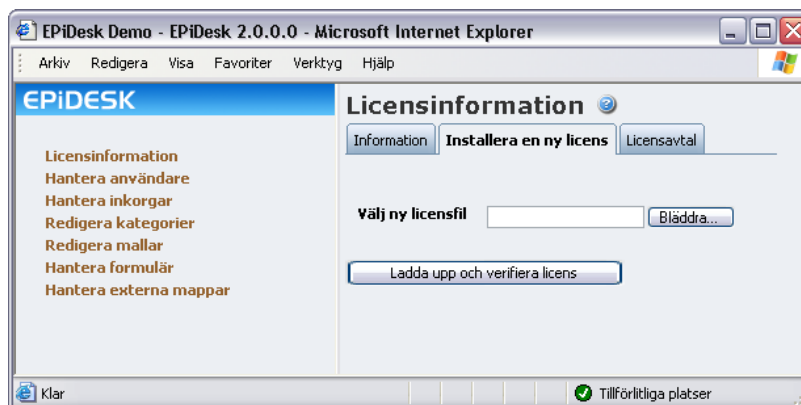 EPiDesk Demo - EPiDesk 2.0.0.0 - Microsoft Internet Explorer
Arkiv Redigera Visa Favoriter Verktyg Hjälp
EPiDESK
Licensinformation
Hantera användare
Hantera inkorgar
Redigera kategorier
Redigera mallar
Hantera formulär
Hantera externa mappar
Licensinformation ?
Information Installera en ny licens Licensavtal
Välj ny licensfil Bläddra...
Ladda upp och verifiera licens
Klar Tillförlitliga platser